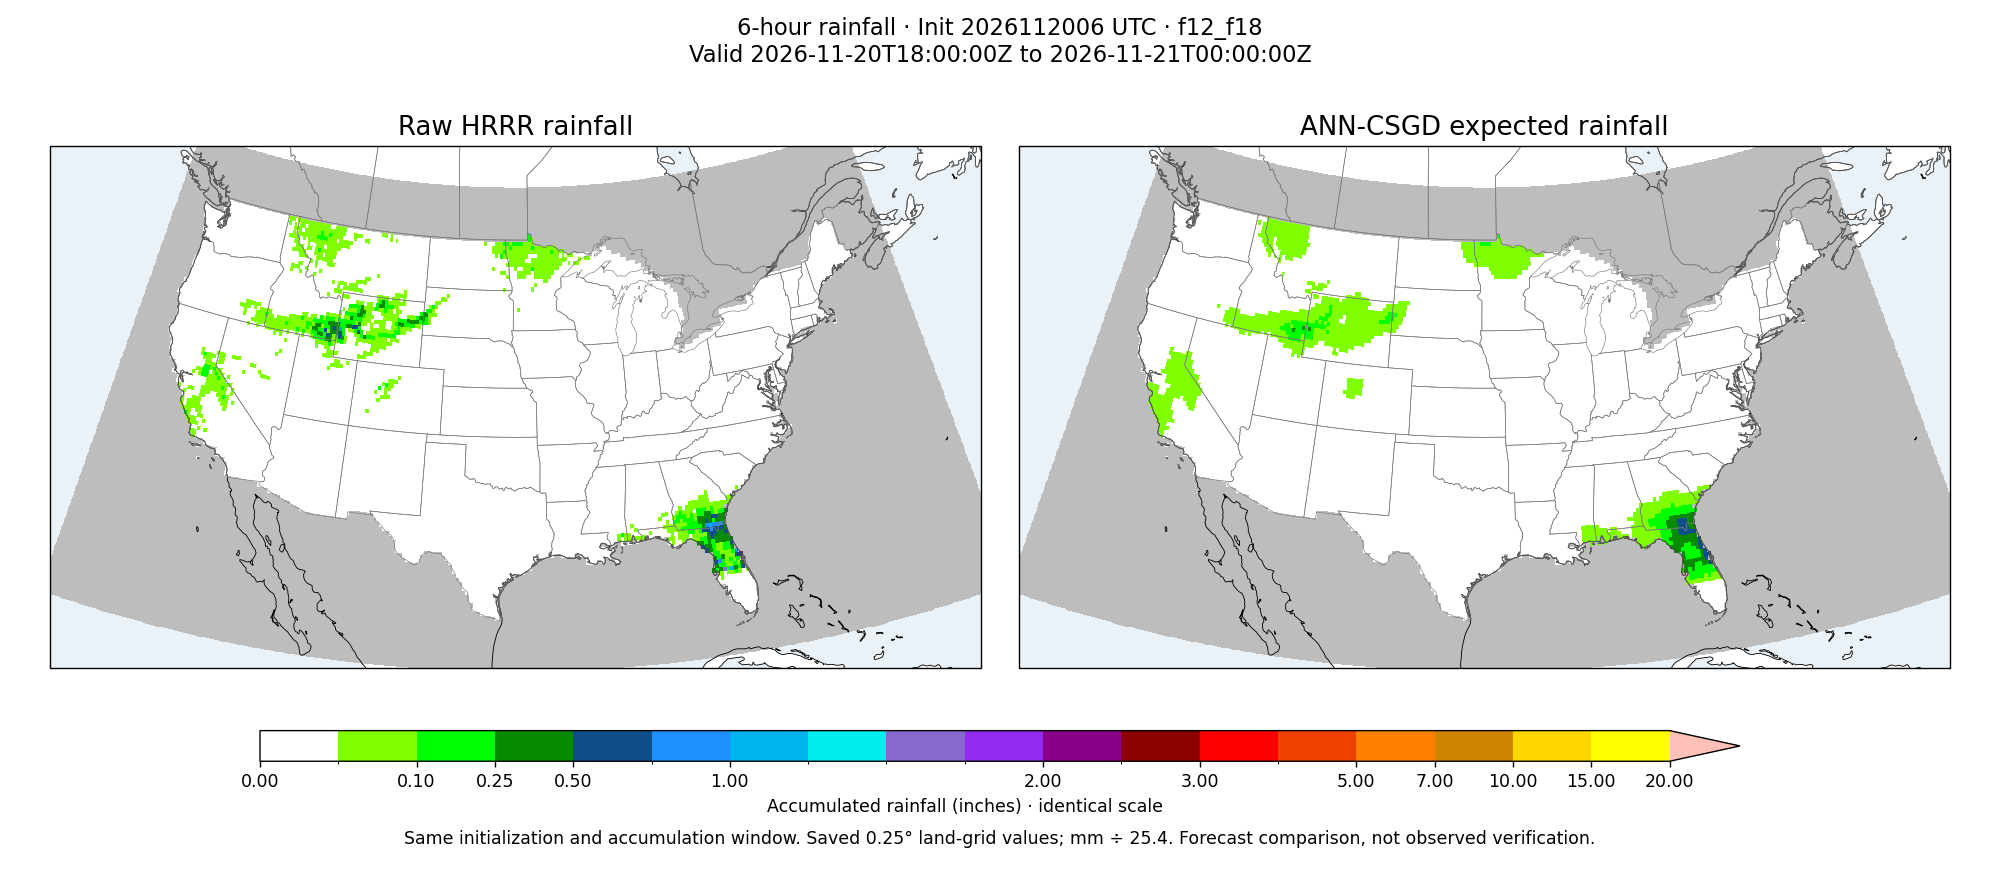 6-hour rainfall · Init 2026112006 UTC · f12_f18
Valid 2026-11-20T18:00:00Z to 2026-11-21T00:00:00Z
Raw HRRR rainfall
ANN-CSGD expected rainfall
0.00 0.10 0.25 0.50 1.00 2.00 3.00 5.00 7.00 10.00 15.00 20.00
Accumulated rainfall (inches) · identical scale
Same initialization and accumulation window. Saved 0.25° land-grid values; mm ÷ 25.4. Forecast comparison, not observed verification.